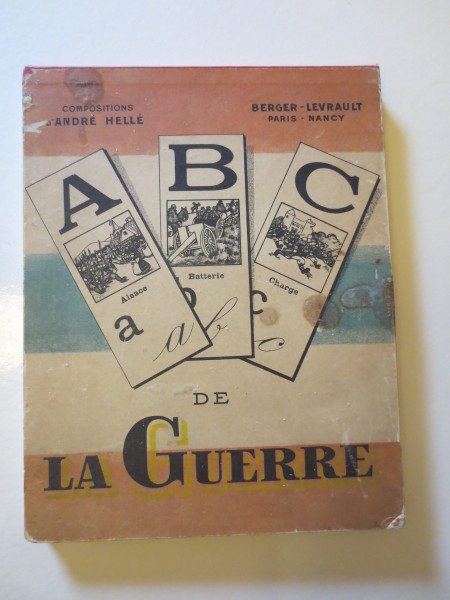 COMPOSITIONS
D'ANDRÉ HELLÉ
BERGER-LEVRAULT
PARIS - NANCY
A
Alsace
a
a
B
Batterie
b
b
C
Charge
c
c
DE
LA GUERRE